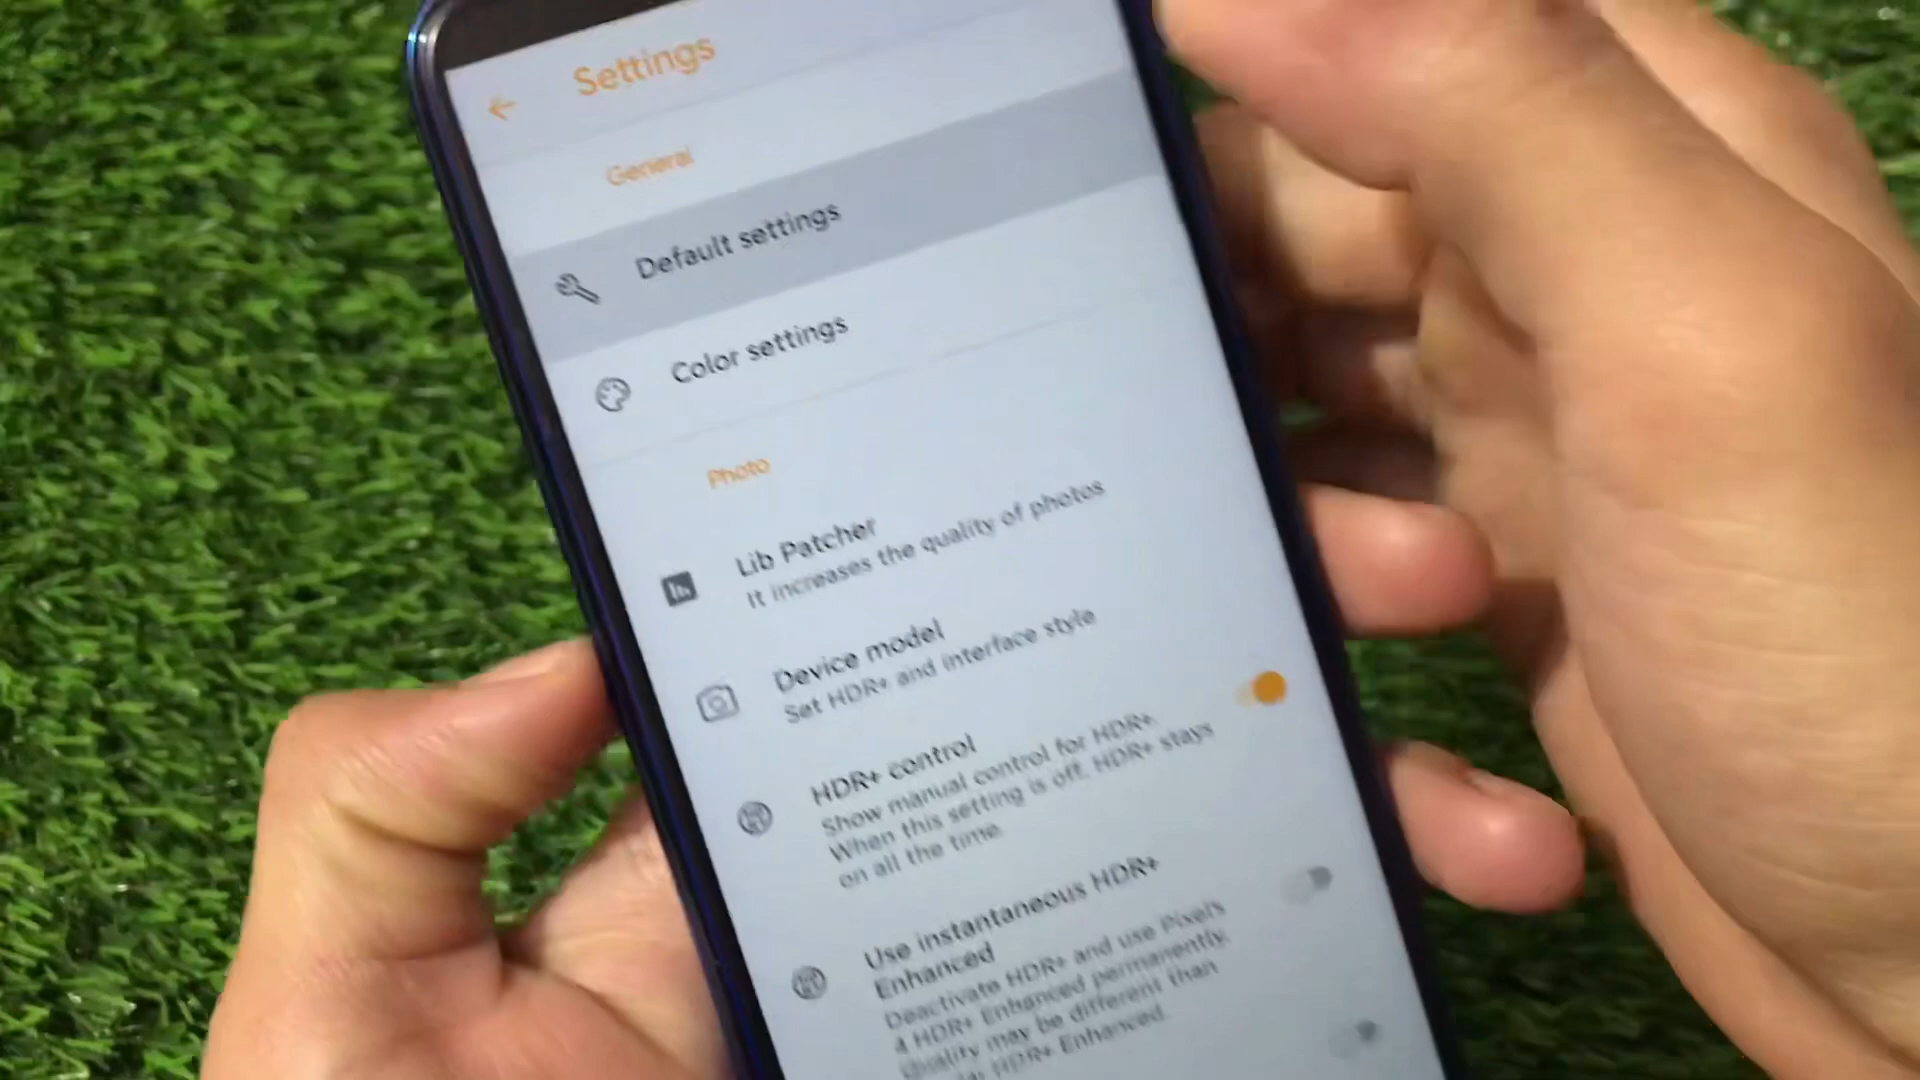 Settings
General
Default settings
Color settings
Photo
Lib Patcher
It increases the quality of photos
Device model
Set HDR+ and interface style
HDR+ control
Show manual control for HDR+.
When this setting is off, HDR+ stays
on all the time.
Use instantaneous HDR+
Enhanced
Deactivate HDR+ and use Pixel's
4 HDR+ Enhanced permanently.
Quality may be different than
HDR+ Enhanced.